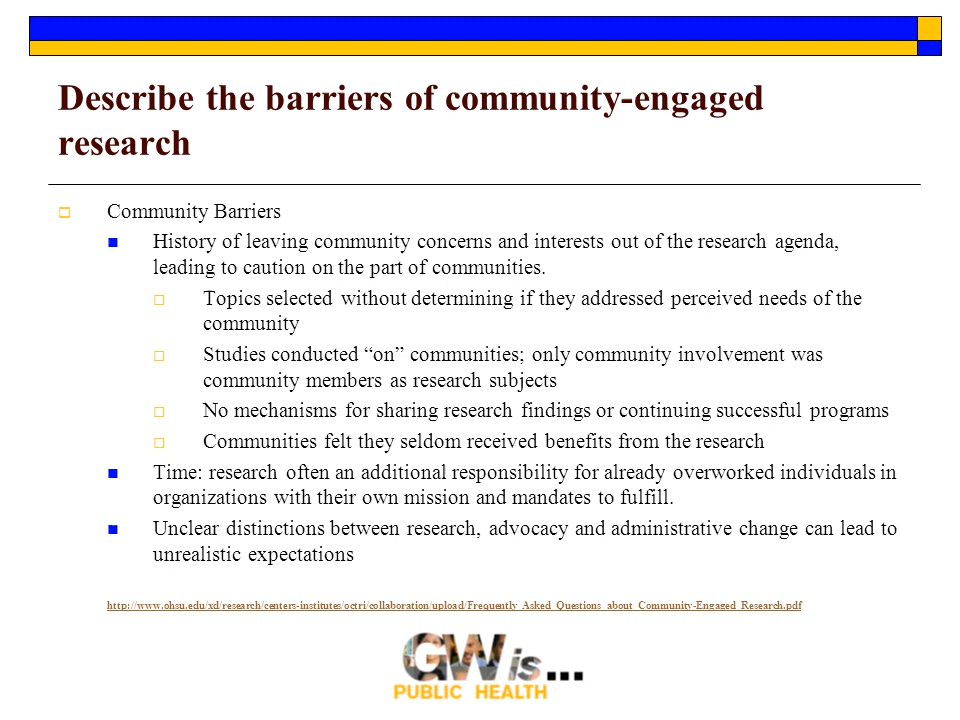 Describe the barriers of community-engaged
research
Community Barriers
History of leaving community concerns and interests out of the research agenda,
leading to caution on the part of communities.
Topics selected without determining if they addressed perceived needs of the
community
Studies conducted “on” communities; only community involvement was
community members as research subjects
No mechanisms for sharing research findings or continuing successful programs
Communities felt they seldom received benefits from the research
Time: research often an additional responsibility for already overworked individuals in
organizations with their own mission and mandates to fulfill.
Unclear distinctions between research, advocacy and administrative change can lead to
unrealistic expectations
http://www.ohsu.edu/xd/research/centers-institutes/octri/collaboration/upload/Frequently_Asked_Questions_about_Community-Engaged_Research.pdf
GW is...
PUBLIC HEALTH